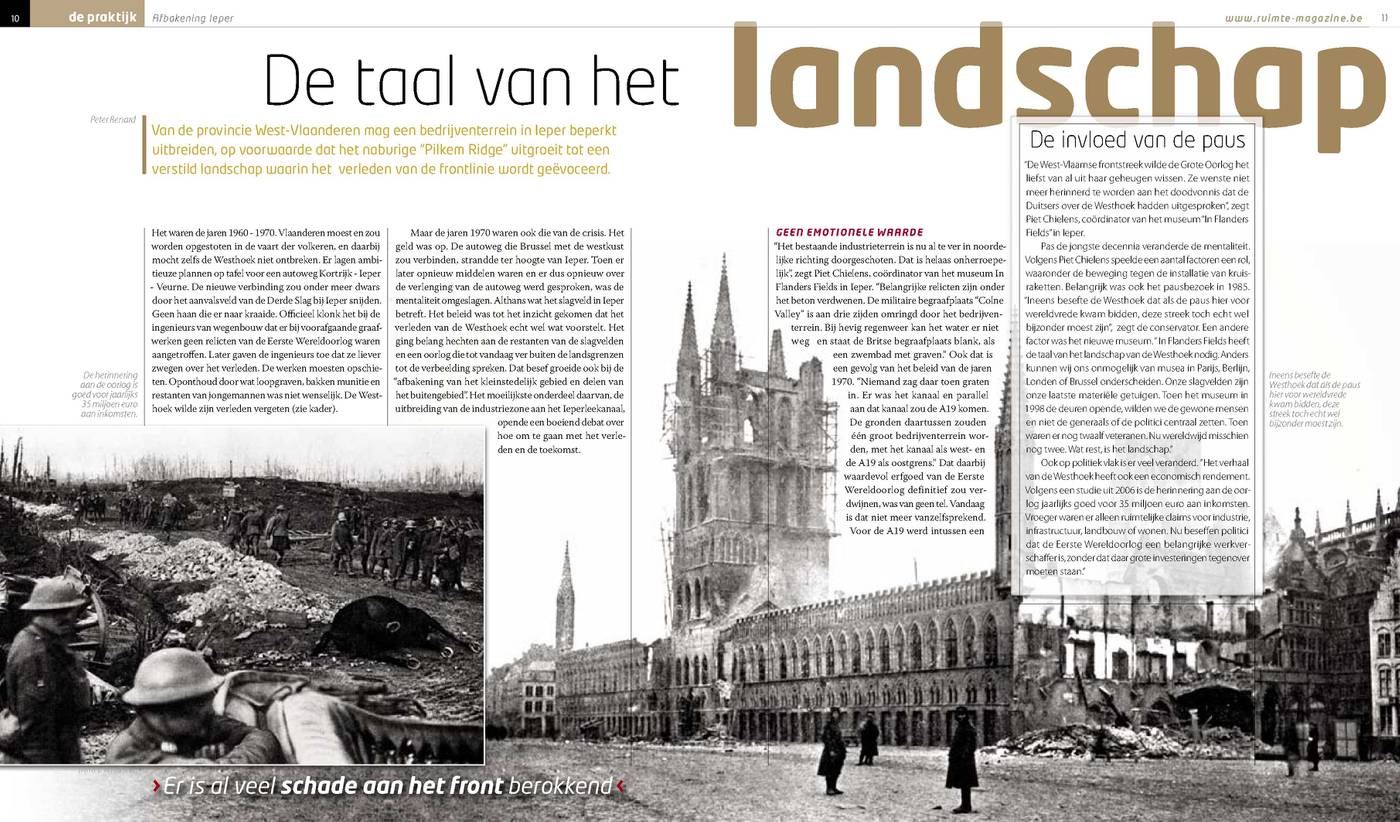 10
de praktijk
Afbakening Ieper
www.ruimte-magazine.be
11
De taal van het landschap
Peter Renard
Van de provincie West-Vlaanderen mag een bedrijventerrein in Ieper beperkt
uitbreiden, op voorwaarde dat het naburige “Pilkem Ridge” uitgroeit tot een
verstild landschap waarin het verleden van de frontlinie wordt geëvoceerd.
Het waren de jaren 1960 - 1970. Vlaanderen moest en zou
worden opgestoten in de vaart der volkeren, en daarbij
mocht zelfs de Westhoek niet ontbreken. Er lagen ambi-
tieuze plannen op tafel voor een autoweg Kortrijk - Ieper
- Veurne. De nieuwe verbinding zou onder meer dwars
door het aanvalsveld van de Derde Slag bij Ieper snijden.
Geen haan die er naar kraaide. Officieel klonk het bij de
ingenieurs van wegenbouw dat er bij voorafgaande graaf-
werken geen relicten van de Eerste Wereldoorlog waren
aangetroffen. Later gaven de ingenieurs toe dat ze liever
zwegen over het verleden. De werken moesten opschie-
ten. Oponthoud door wat loopgraven, bakken munitie en
restanten van jongemannen was niet wenselijk. De West-
hoek wilde zijn verleden vergeten (zie kader).
De herinnering
aan de oorlog is
goed voor jaarlijks
35 miljoen euro
aan inkomsten.
Maar de jaren 1970 waren ook die van de crisis. Het
geld was op. De autoweg die Brussel met de westkust
zou verbinden, strandde ter hoogte van Ieper. Toen er
later opnieuw middelen waren en er dus opnieuw over
de verlenging van de autoweg werd gesproken, was de
mentaliteit omgeslagen. Althans wat het slagveld in Ieper
betreft. Het beleid was tot het inzicht gekomen dat het
verleden van de Westhoek echt wel wat voorstelt. Het
ging belang hechten aan de restanten van de slagvelden
en een oorlog die tot vandaag ver buiten de landsgrenzen
tot de verbeelding spreken. Dat besef groeide ook bij de
“afbakening van het kleinstedelijk gebied en delen van
het buitengebied”. Het moeilijkste onderdeel daarvan, de
uitbreiding van de industriezone aan het Ieperleekanaal,
opende een boeiend debat over
hoe om te gaan met het verle-
den en de toekomst.
GEEN EMOTIONELE WAARDE
“Het bestaande industrieterrein is nu al te ver in noorde-
lijke richting doorgeschoten. Dat is helaas onherroepe-
lijk”, zegt Piet Chielens, coördinator van het museum In
Flanders Fields in Ieper. “Belangrijke relicten zijn onder
het beton verdwenen. De militaire begraafplaats “Colne
Valley” is aan drie zijden omringd door het bedrijven-
terrein. Bij hevig regenweer kan het water er niet
weg en staat de Britse begraafplaats blank, als
een zwembad met graven.” Ook dat is
een gevolg van het beleid van de jaren
1970. “Niemand zag daar toen graten
in. Er was het kanaal en parallel
aan dat kanaal zou de A19 komen.
De gronden daartussen zouden
één groot bedrijventerrein wor-
den, met het kanaal als west- en
de A19 als oostgrens.” Dat daarbij
waardevol erfgoed van de Eerste
Wereldoorlog definitief zou ver-
dwijnen, was van geen tel. Vandaag
is dat niet meer vanzelfsprekend.
Voor de A19 werd intussen een
De invloed van de paus
“De West-Vlaamse frontstreek wilde de Grote Oorlog het
liefst van al uit haar geheugen wissen. Ze wenste niet
meer herinnerd te worden aan het doodvonnis dat de
Duitsers over de Westhoek hadden uitgesproken”, zegt
Piet Chielens, coördinator van het museum “In Flanders
Fields” in Ieper.
Pas de jongste decennia veranderde de mentaliteit.
Volgens Piet Chielens speelde een aantal factoren een rol,
waaronder de beweging tegen de installatie van kruis-
raketten. Belangrijk was ook het pausbezoek in 1985.
“Ineens besefte de Westhoek dat als de paus hier voor
wereldvrede kwam bidden, deze streek toch echt wel
bijzonder moest zijn”, zegt de conservator. Een andere
factor was het nieuwe museum. “In Flanders Fields heeft
de taal van het landschap van de Westhoek nodig. Anders
kunnen wij ons onmogelijk van musea in Parijs, Berlijn,
Londen of Brussel onderscheiden. Onze slagvelden zijn
onze laatste materiële getuigen. Toen het museum in
1998 de deuren opende, wilden we de gewone mensen
en niet de generaals of de politici centraal zetten. Toen
waren er nog twaalf veteranen. Nu wereldwijd misschien
nog twee. Wat rest, is het landschap.”
Ook op politiek vlak is er veel veranderd. “Het verhaal
van de Westhoek heeft ook een economisch rendement.
Volgens een studie uit 2006 is de herinnering aan de oor-
log jaarlijks goed voor 35 miljoen euro aan inkomsten.
Vroeger waren er alleen ruimtelijke claims voor industrie,
infrastructuur, landbouw of wonen. Nu beseffen politici
dat de Eerste Wereldoorlog een belangrijke werkver-
schaffer is, zonder dat daar grote investeringen tegenover
moeten staan.”
Ineens besefte de
Westhoek dat als de paus
hier voor wereldvrede
kwam bidden, deze
streek toch echt wel
bijzonder moest zijn.
› Er is al veel schade aan het front berokkend ‹